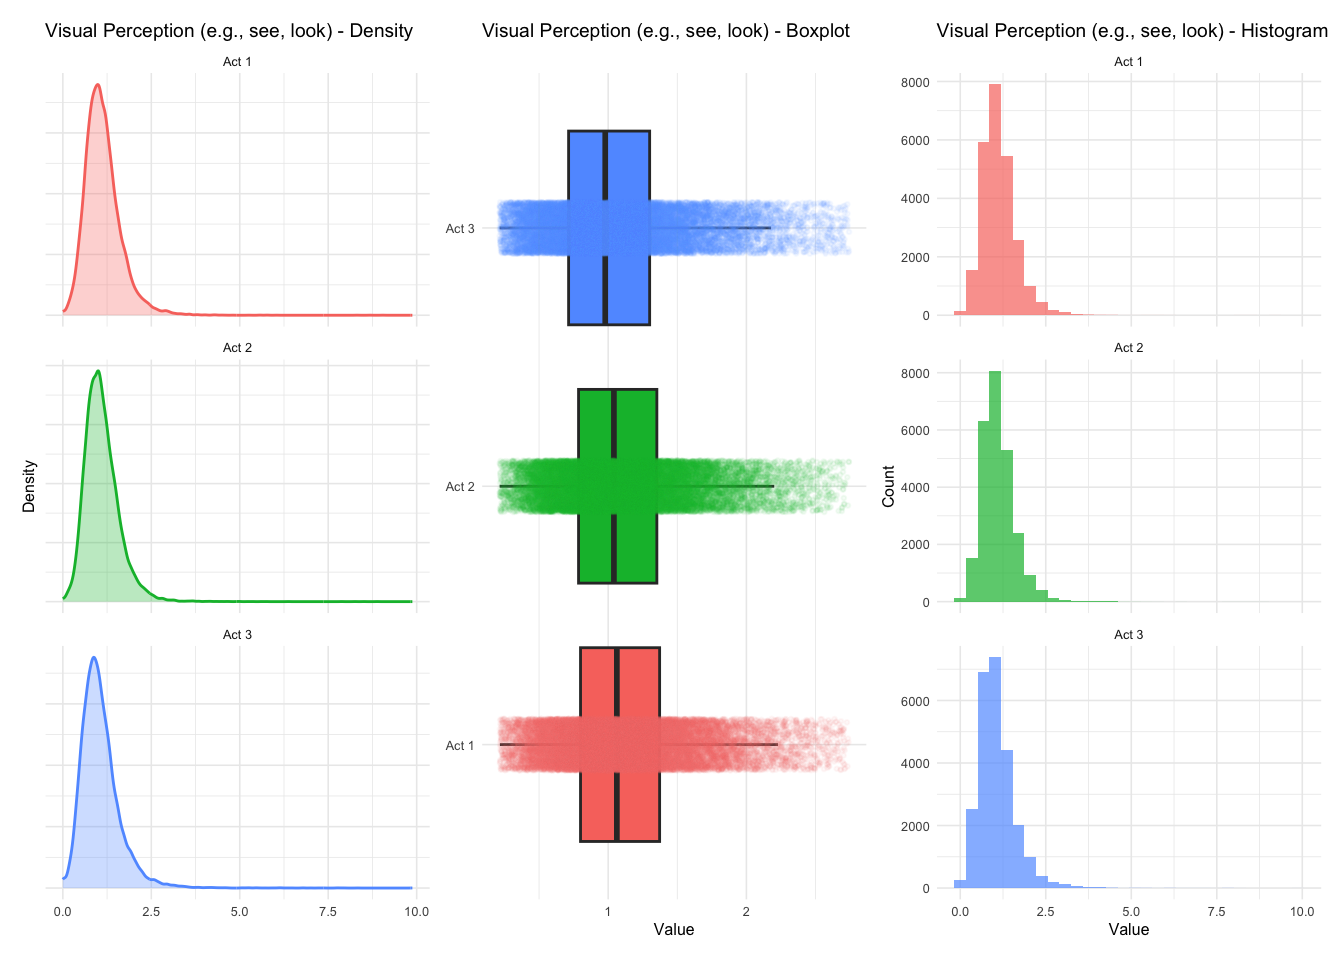 Visual Perception (e.g., see, look) - Density
Act 1
Act 2
Act 3
Density
0.0 2.5 5.0 7.5 10.0
Visual Perception (e.g., see, look) - Boxplot
Act 3
Act 2
Act 1
1 2
Value
Visual Perception (e.g., see, look) - Histogram
Act 1
8000
6000
4000
2000
0
Act 2
8000
6000
4000
2000
0
Act 3
6000
4000
2000
0
Count
0.0 2.5 5.0 7.5 10.0
Value